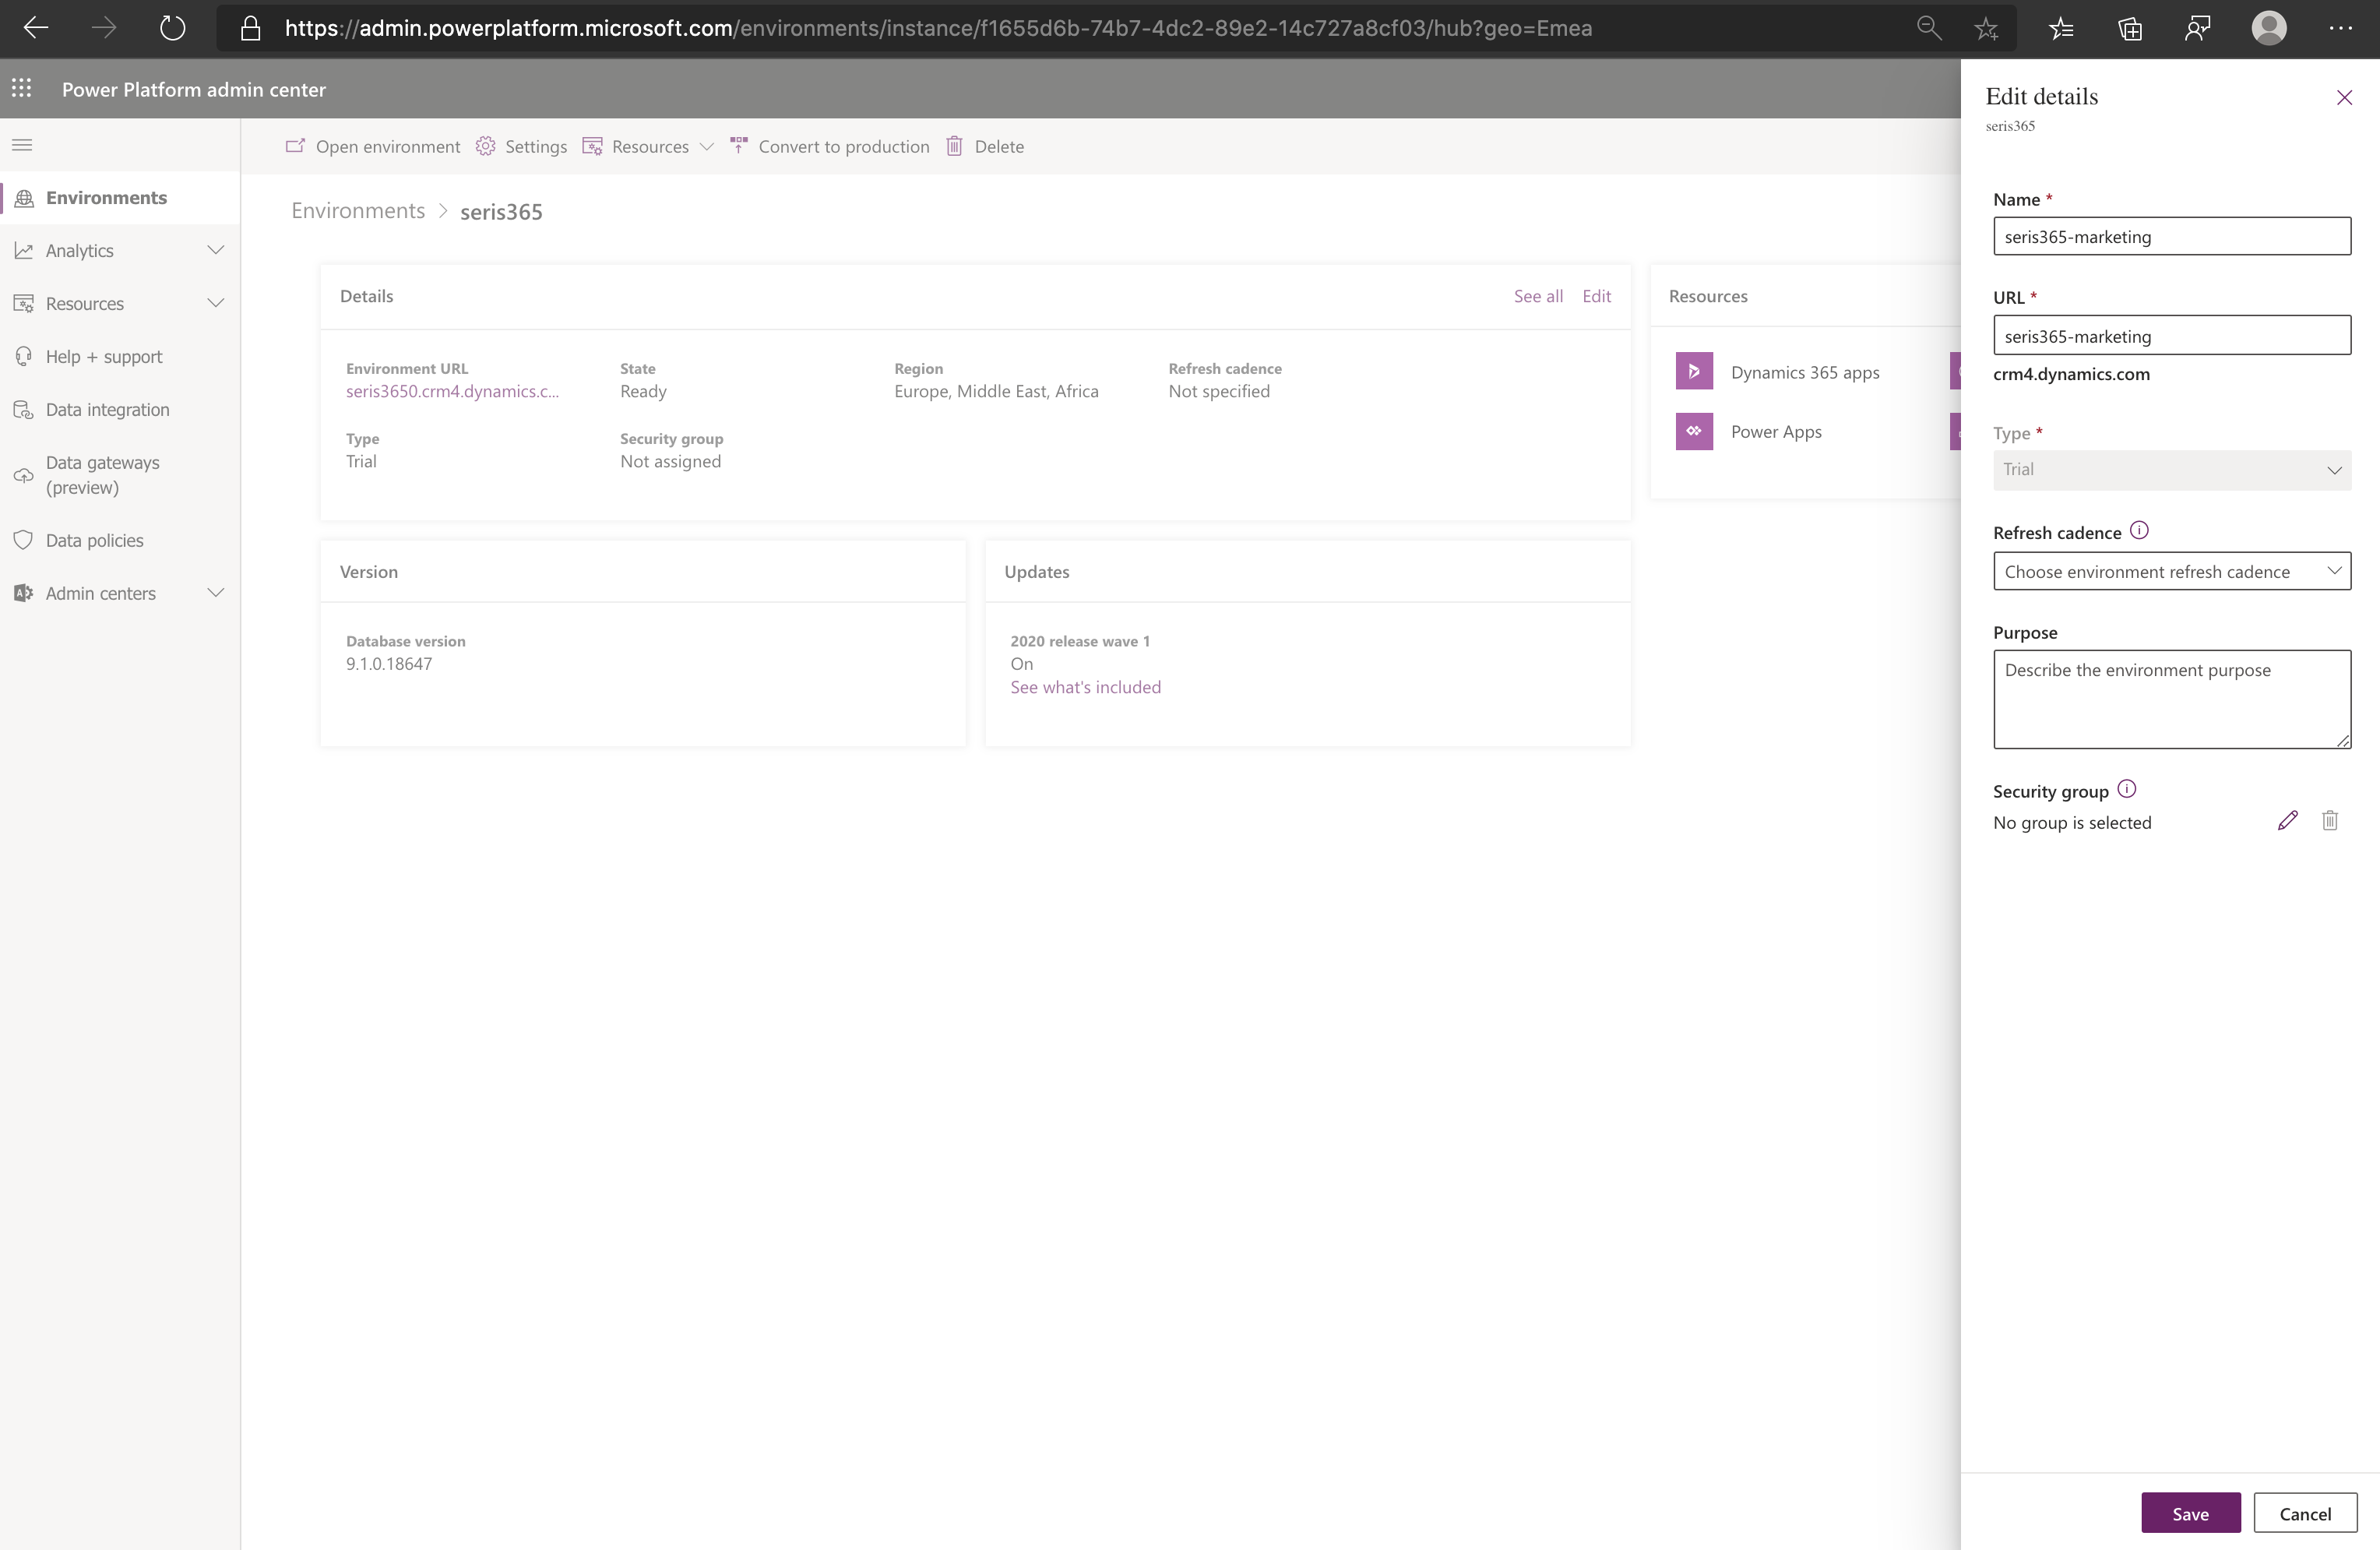 https://admin.powerplatform.microsoft.com/environments/instance/f1655d6b-74b7-4dc2-89e2-14c727a8cf03/hub?geo=Emea
Power Platform admin center
Open environment Settings Resources Convert to production Delete
Environments
Analytics
Resources
Help + support
Data integration
Data gateways
(preview)
Data policies
Admin centers
Environments > seris365
Details See all Edit
Environment URL State Region Refresh cadence
seris3650.crm4.dynamics.c... Ready Europe, Middle East, Africa Not specified
Type Security group
Trial Not assigned
Resources
Dynamics 365 apps
Power Apps
Version
Database version
9.1.0.18647
Updates
2020 release wave 1
On
See what's included
Edit details
seris365
Name *
seris365-marketing
URL *
seris365-marketing
crm4.dynamics.com
Type *
Trial
Refresh cadence
Choose environment refresh cadence
Purpose
Describe the environment purpose
Security group
No group is selected
Save Cancel